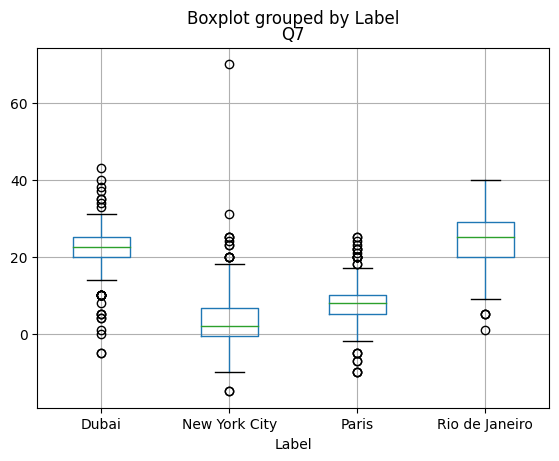 Boxplot grouped by Label
Q7
60
40
20
0
Dubai
New York City
Paris
Rio de Janeiro
Label